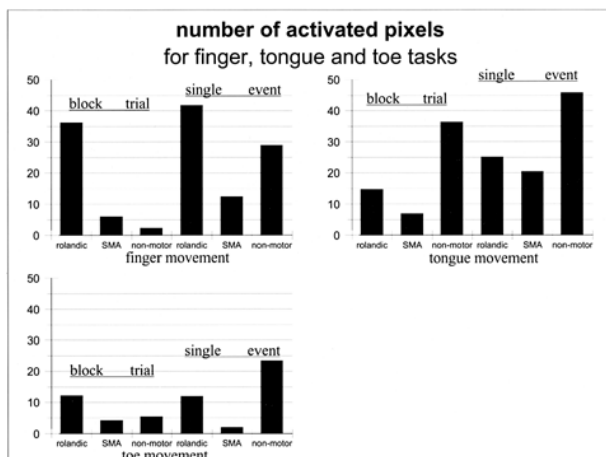 number of activated pixels
for finger, tongue and toe tasks
50
40
30
20
10
0
block trial
single event
rolandic SMA non-motor rolandic SMA non-motor
finger movement
50
40
30
20
10
0
block trial
single event
rolandic SMA non-motor rolandic SMA non-motor
tongue movement
50
40
30
20
10
0
block trial
single event
rolandic SMA non-motor rolandic SMA non-motor
toe movement